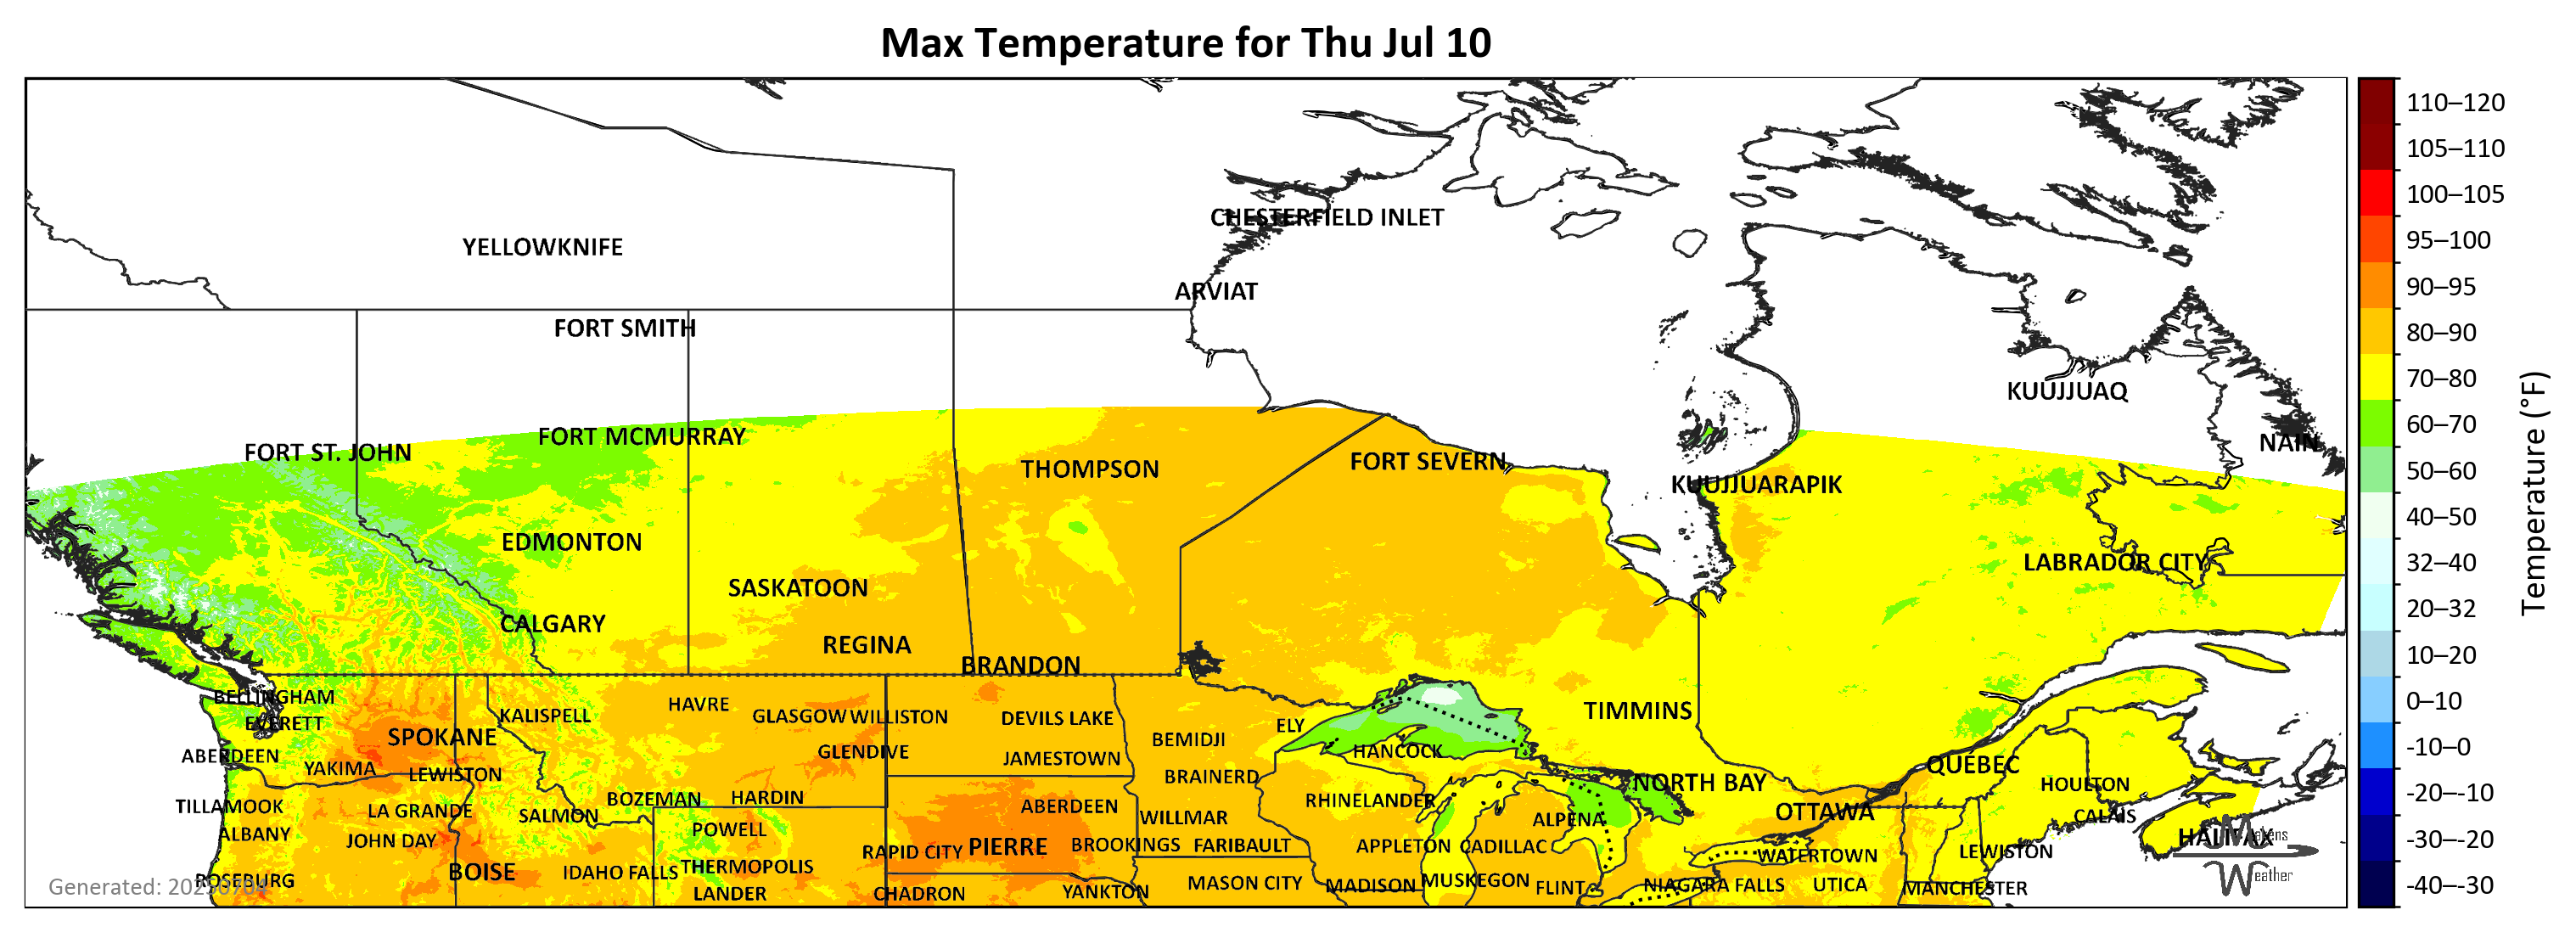 Max Temperature for Thu Jul 10
110–120
105–110
100–105
95–100
90–95
80–90
70–80
60–70
50–60
40–50
32–40
20–32
10–20
0–10
-10–0
-20–-10
-30–-20
-40–-30
Temperature (°F)
CHESTERFIELD INLET
YELLOWKNIFE
ARVIAT
FORT SMITH
KUUJJUAQ
FORT MCMURRAY
NAIN
FORT ST. JOHN
FORT SEVERN
THOMPSON
KUUJJUARAPIK
EDMONTON
LABRADOR CITY
SASKATOON
CALGARY
REGINA
BRANDON
BELLINGHAM
HAVRE
TIMMINS
KALISPELL
GLASGOW
WILLISTON
DEVILS LAKE
EVERETT
ELY
SPOKANE
BEMIDJI
HANCOCK
GLENDIVE
ABERDEEN
JAMESTOWN
QUÉBEC
YAKIMA
LEWISTON
BRAINERD
NORTH BAY
HOULTON
BOZEMAN
HARDIN
RHINELANDER
TILLAMOOK
LA GRANDE
ABERDEEN
OTTAWA
SALMON
WILLMAR
ALPENA
CALAIS
POWELL
ALBANY
HALIFAX
JOHN DAY
BROOKINGS
FARIBAULT
APPLETON
CADILLAC
PIERRE
RAPID CITY
LEWISTON
WATERTOWN
THERMOPOLIS
BOISE
IDAHO FALLS
ROSEBURG
MASON CITY
MADISON
MUSKEGON
FLINT
NIAGARA FALLS
UTICA
MANCHESTER
LANDER
CHADRON
YANKTON
Weather